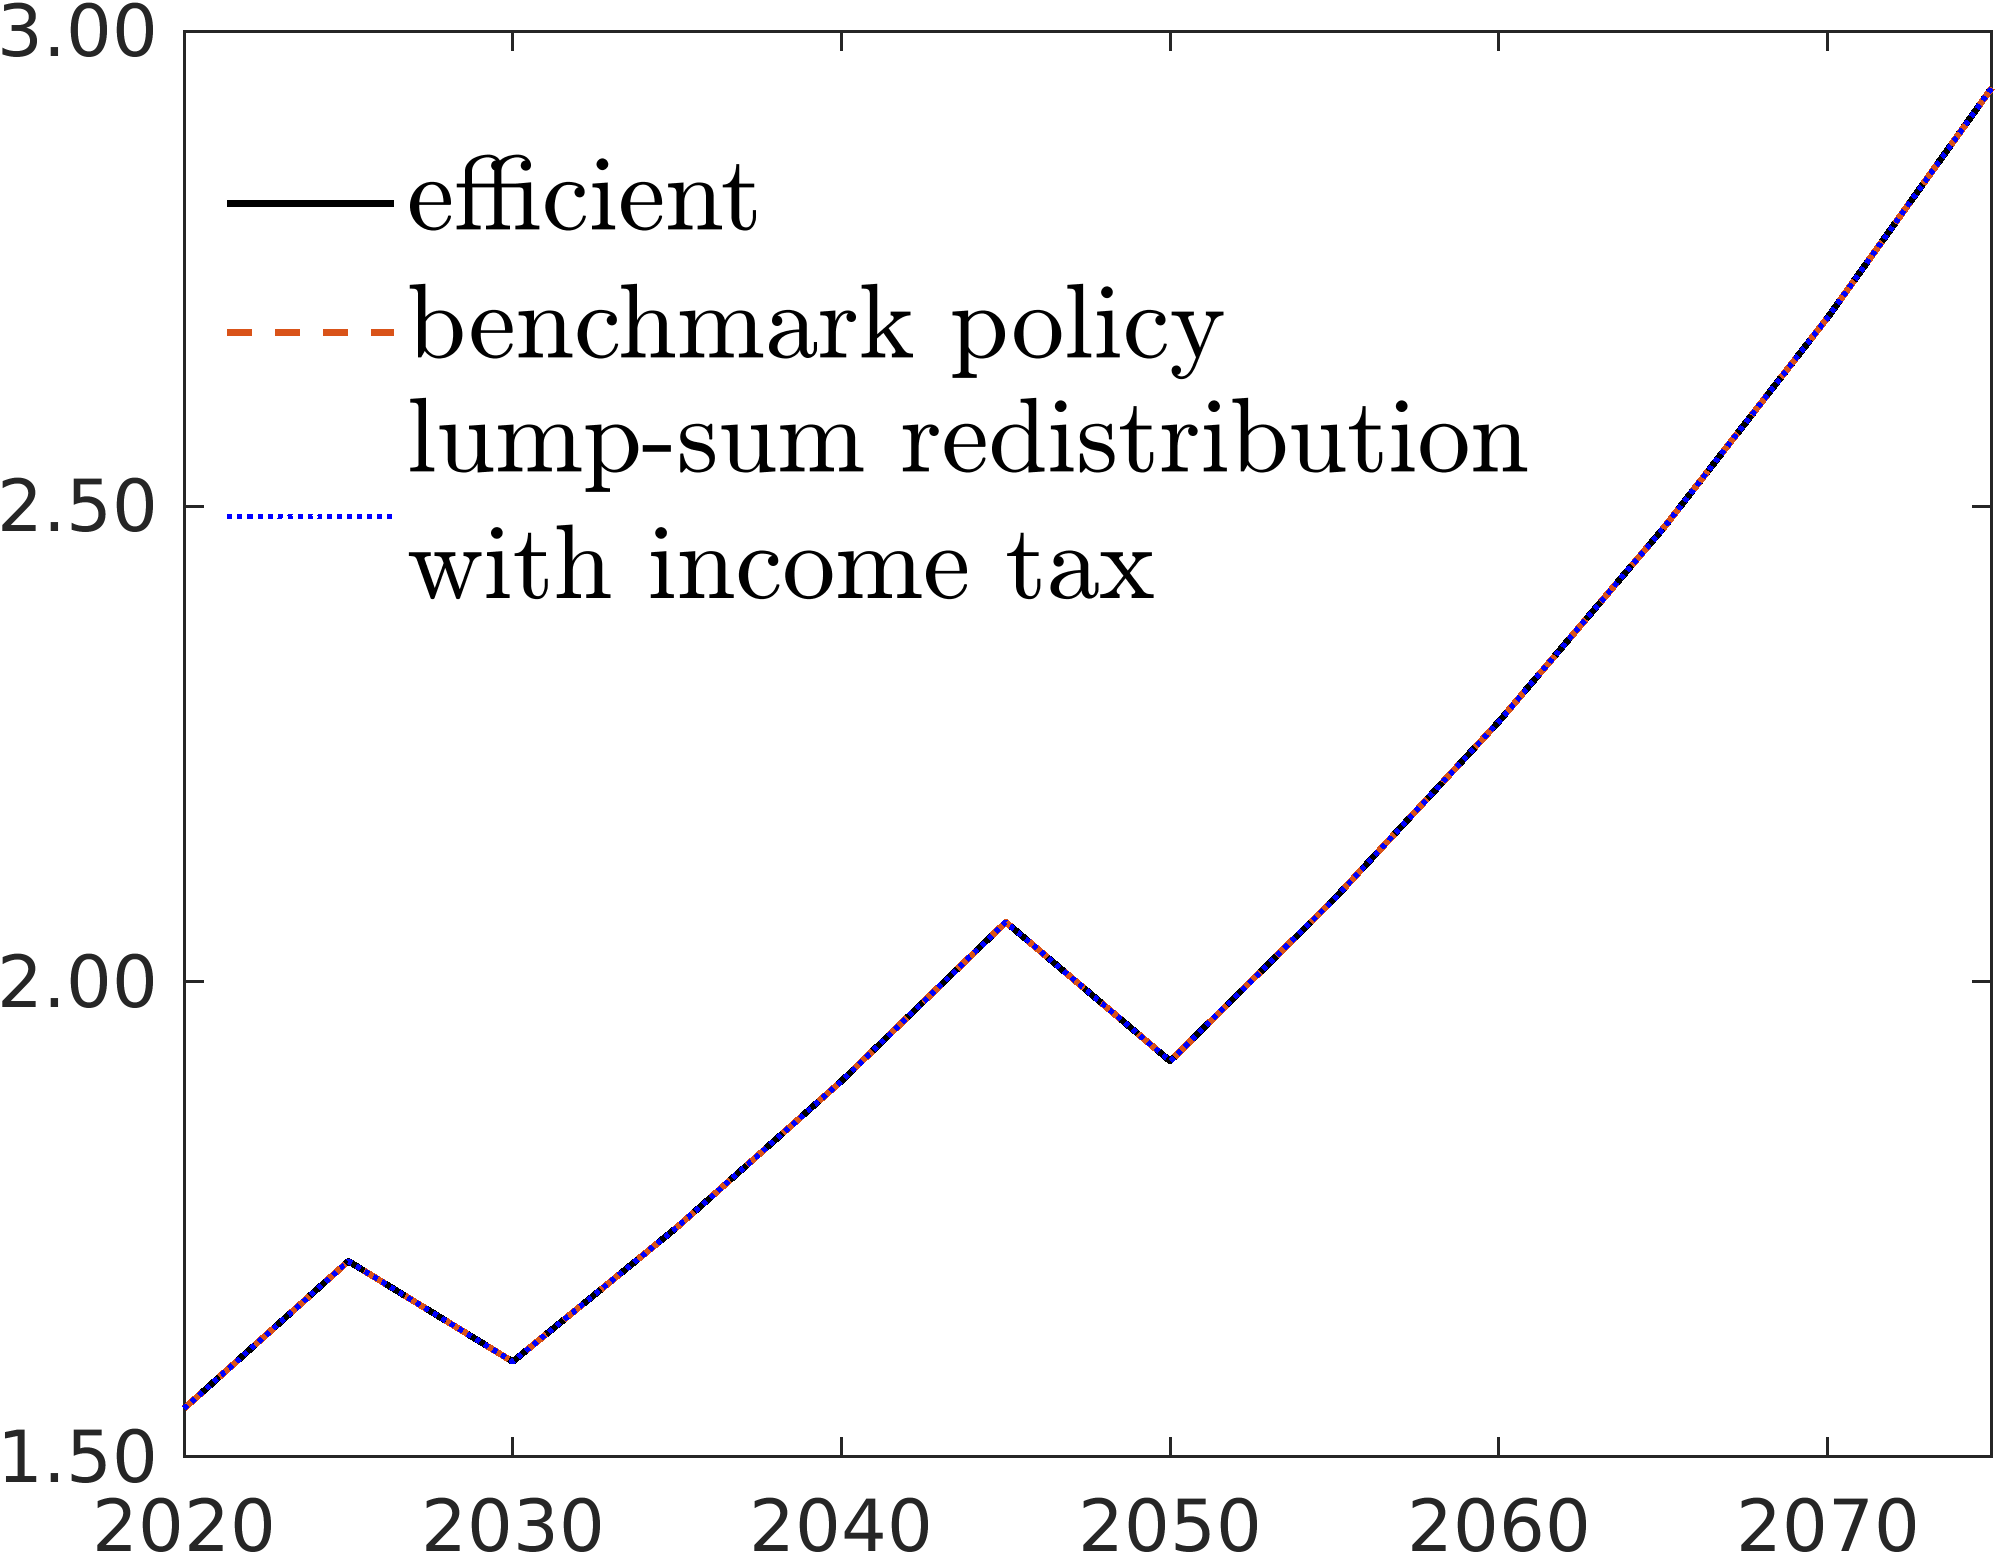 3.00
efficient
benchmark policy
lump-sum redistribution
2.50
with income tax
2.00
1.50
2020 2030 2040 2050 2060 2070